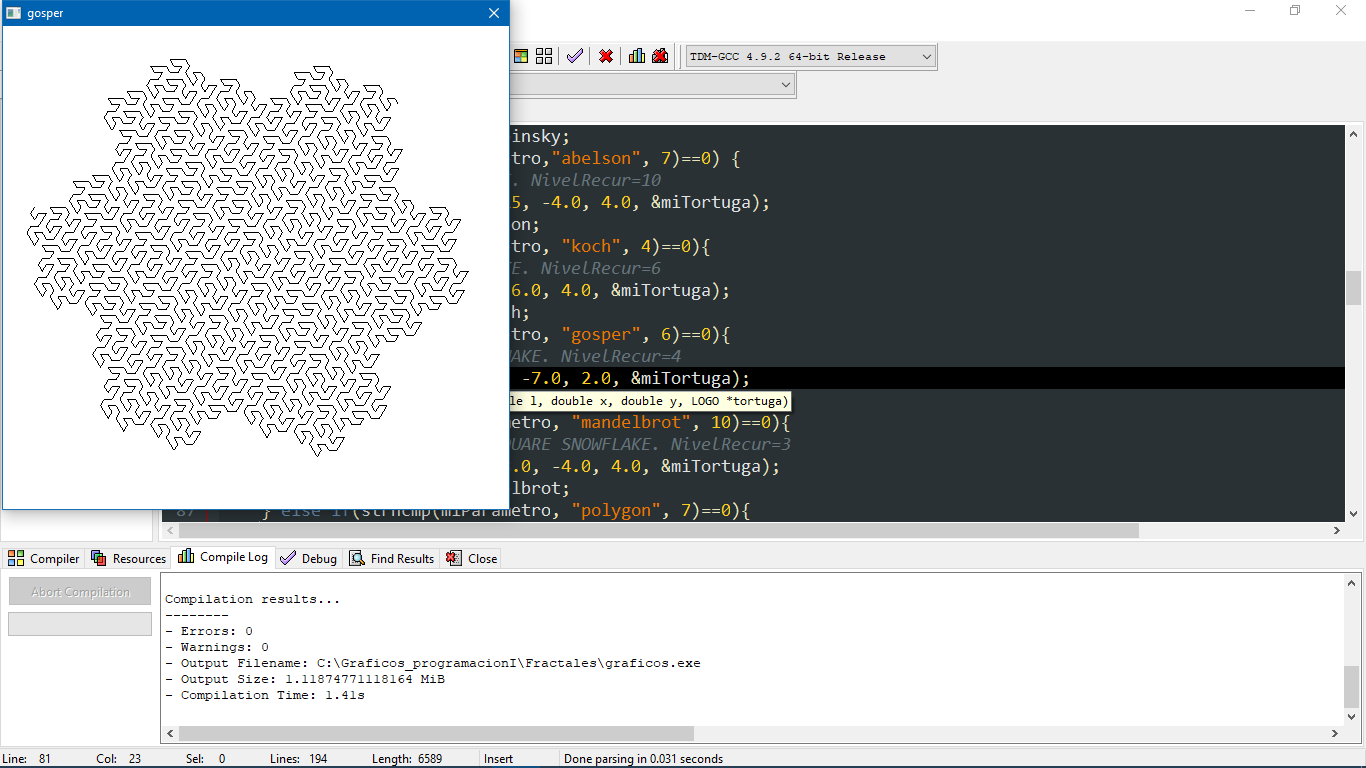 gosper
TDM-GCC 4.9.2 64-bit Release
insky;
tro,"abelson", 7)==0) {
. NivelRecur=10
5, -4.0, 4.0, &miTortuga);
on;
tro, "koch", 4)==0){
E. NivelRecur=6
6.0, 4.0, &miTortuga);
h;
tro, "gosper", 6)==0){
AKE. NivelRecur=4
-7.0, 2.0, &miTortuga);
le l, double x, double y, LOGO *tortuga)
etro, "mandelbrot", 10)==0){
UARE SNOWFLAKE. NivelRecur=3
.0, -4.0, 4.0, &miTortuga);
lbrot;
87 } else if(strncmp(miParametro, "polygon", 7)==0){
Compiler Resources Compile Log Debug Find Results Close
Abort Compilation
Compilation results...
--------
- Errors: 0
- Warnings: 0
- Output Filename: C:\Graficos_programacionI\Fractales\graficos.exe
- Output Size: 1.11874771118164 MiB
- Compilation Time: 1.41s
Line: 81 Col: 23 Sel: 0 Lines: 194 Length: 6589 Insert Done parsing in 0.031 seconds